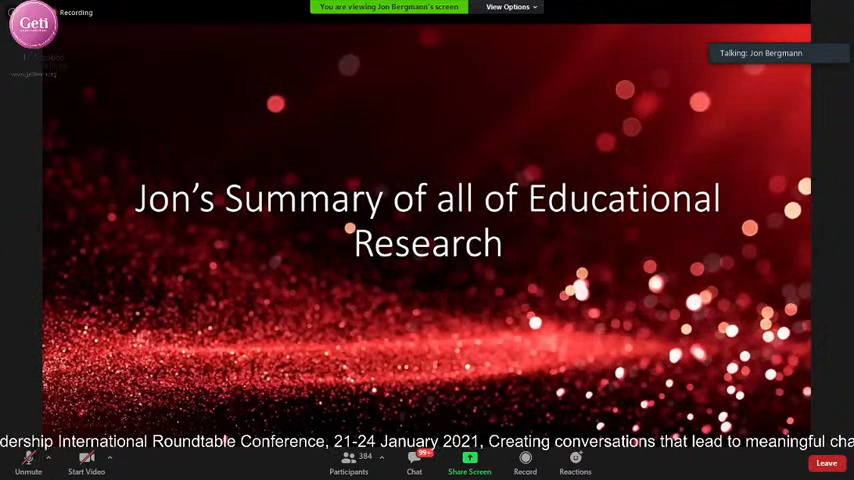 Geti
Recording
You are viewing Jon Bergmann's screen
View Options
Talking: Jon Bergmann
Jon's Summary of all of Educational
Research
dership International Roundtable Conference, 21-24 January 2021, Creating conversations that lead to meaningful cha
Unmute
Start Video
Participants
384
Chat
99+
Share Screen
Record
Reactions
Leave